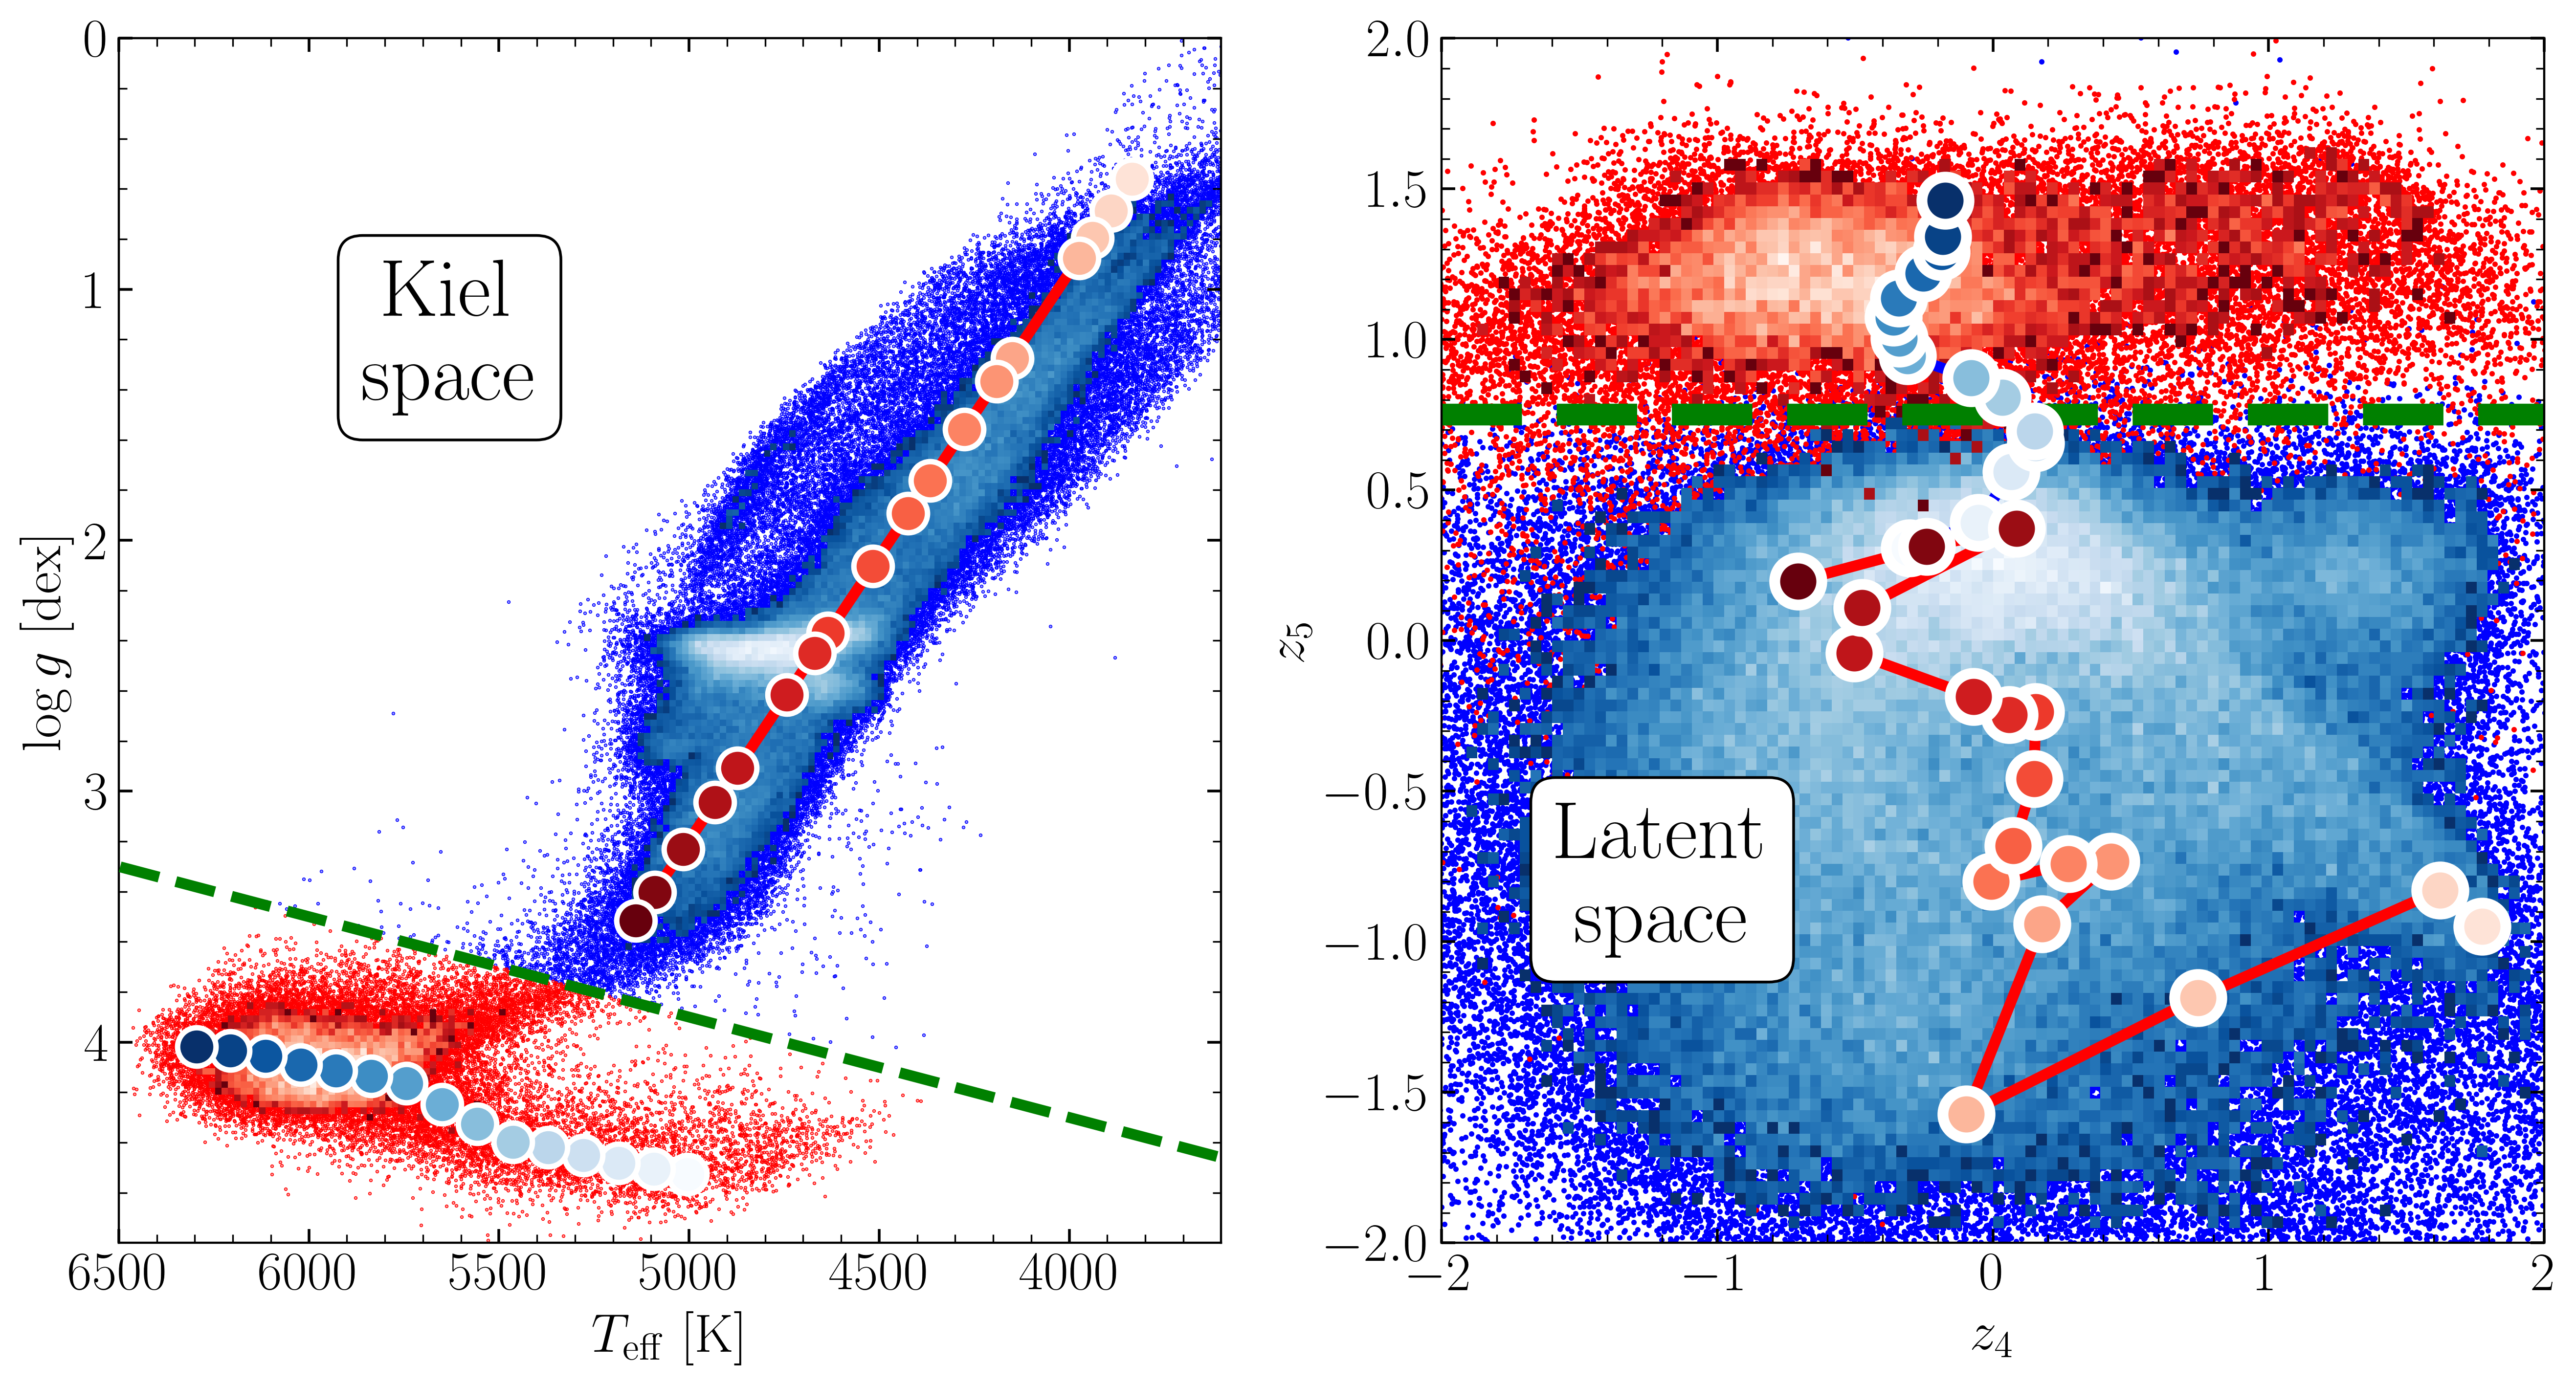 0
1
2
3
4
log g [dex]
Kiel
space
6500 6000 5500 5000 4500 4000
T_eff [K]
2.0
1.5
1.0
0.5
0.0
−0.5
−1.0
−1.5
−2.0
z_5
Latent
space
−2 −1 0 1 2
z_4